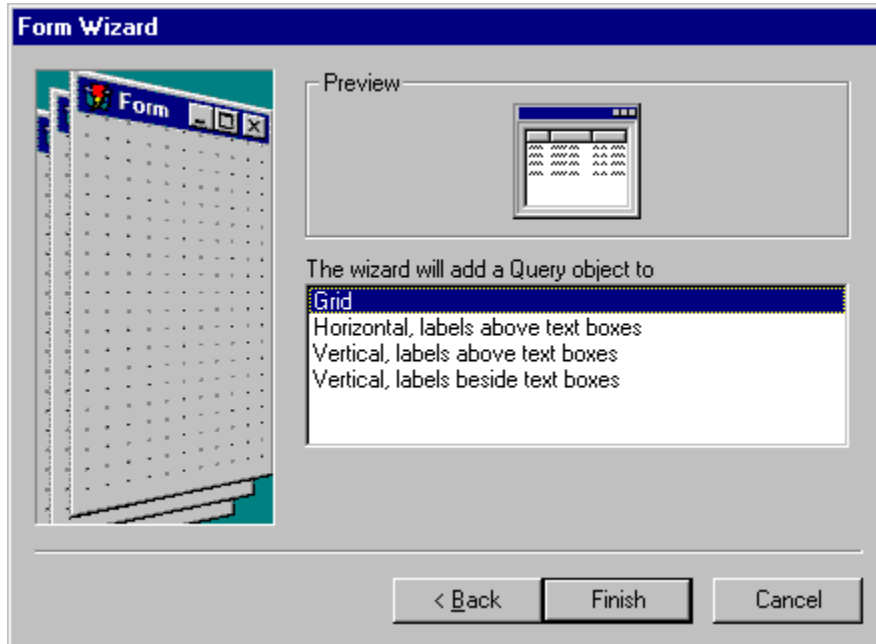 Form Wizard
Form
Preview
The wizard will add a Query object to
Grid
Horizontal, labels above text boxes
Vertical, labels above text boxes
Vertical, labels beside text boxes
< Back
Finish
Cancel